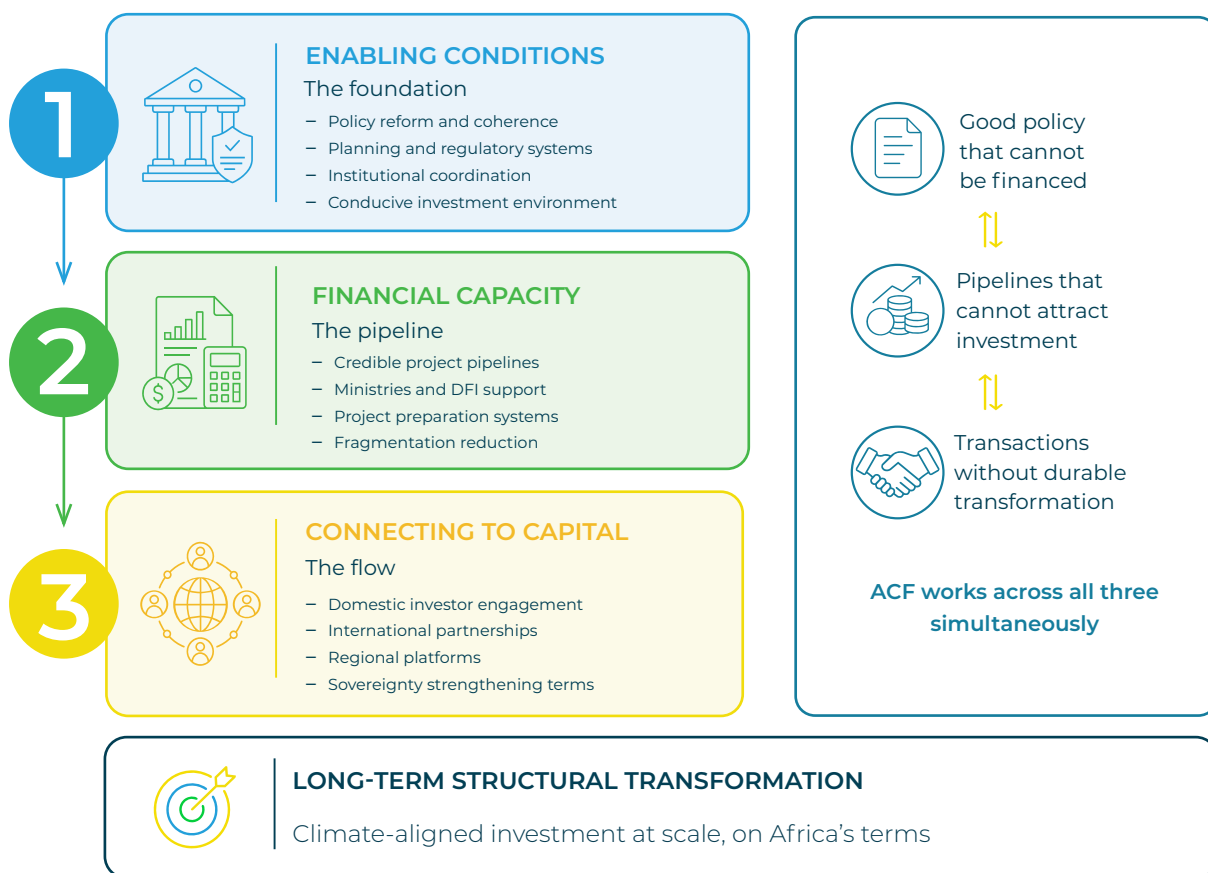 1
ENABLING CONDITIONS
The foundation
– Policy reform and coherence
– Planning and regulatory systems
– Institutional coordination
– Conducive investment environment
2
FINANCIAL CAPACITY
The pipeline
– Credible project pipelines
– Ministries and DFI support
– Project preparation systems
– Fragmentation reduction
$
3
CONNECTING TO CAPITAL
The flow
– Domestic investor engagement
– International partnerships
– Regional platforms
– Sovereignty strengthening terms
Good policy
that cannot
be financed
Pipelines that
cannot attract
investment
Transactions
without durable
transformation
ACF works across all three
simultaneously
LONG-TERM STRUCTURAL TRANSFORMATION
Climate-aligned investment at scale, on Africa's terms